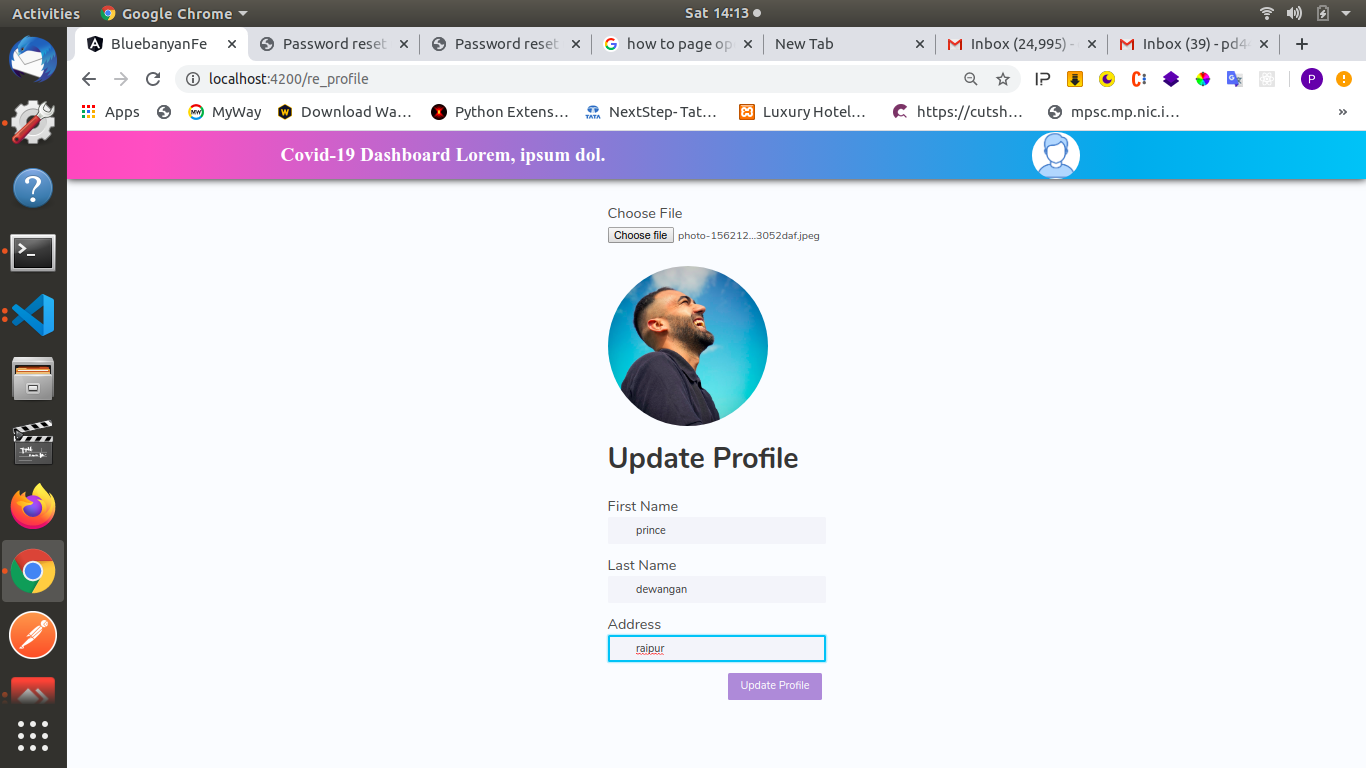 Activities
Google Chrome
Sat 14:13
BluebanyanFe
Password reset
Password reset
how to page op
New Tab
Inbox (24,995) -
Inbox (39) - pd4
localhost:4200/re_profile
P
Apps
MyWay
Download Wa...
Python Extens...
TATA
NextStep- Tat...
Luxury Hotel...
https://cutsh...
mpsc.mp.nic.i...
»
Covid-19 Dashboard Lorem, ipsum dol.
Choose File
Choose file
photo-156212...3052daf.jpeg
Update Profile
First Name
prince
Last Name
dewangan
Address
raipur
Update Profile